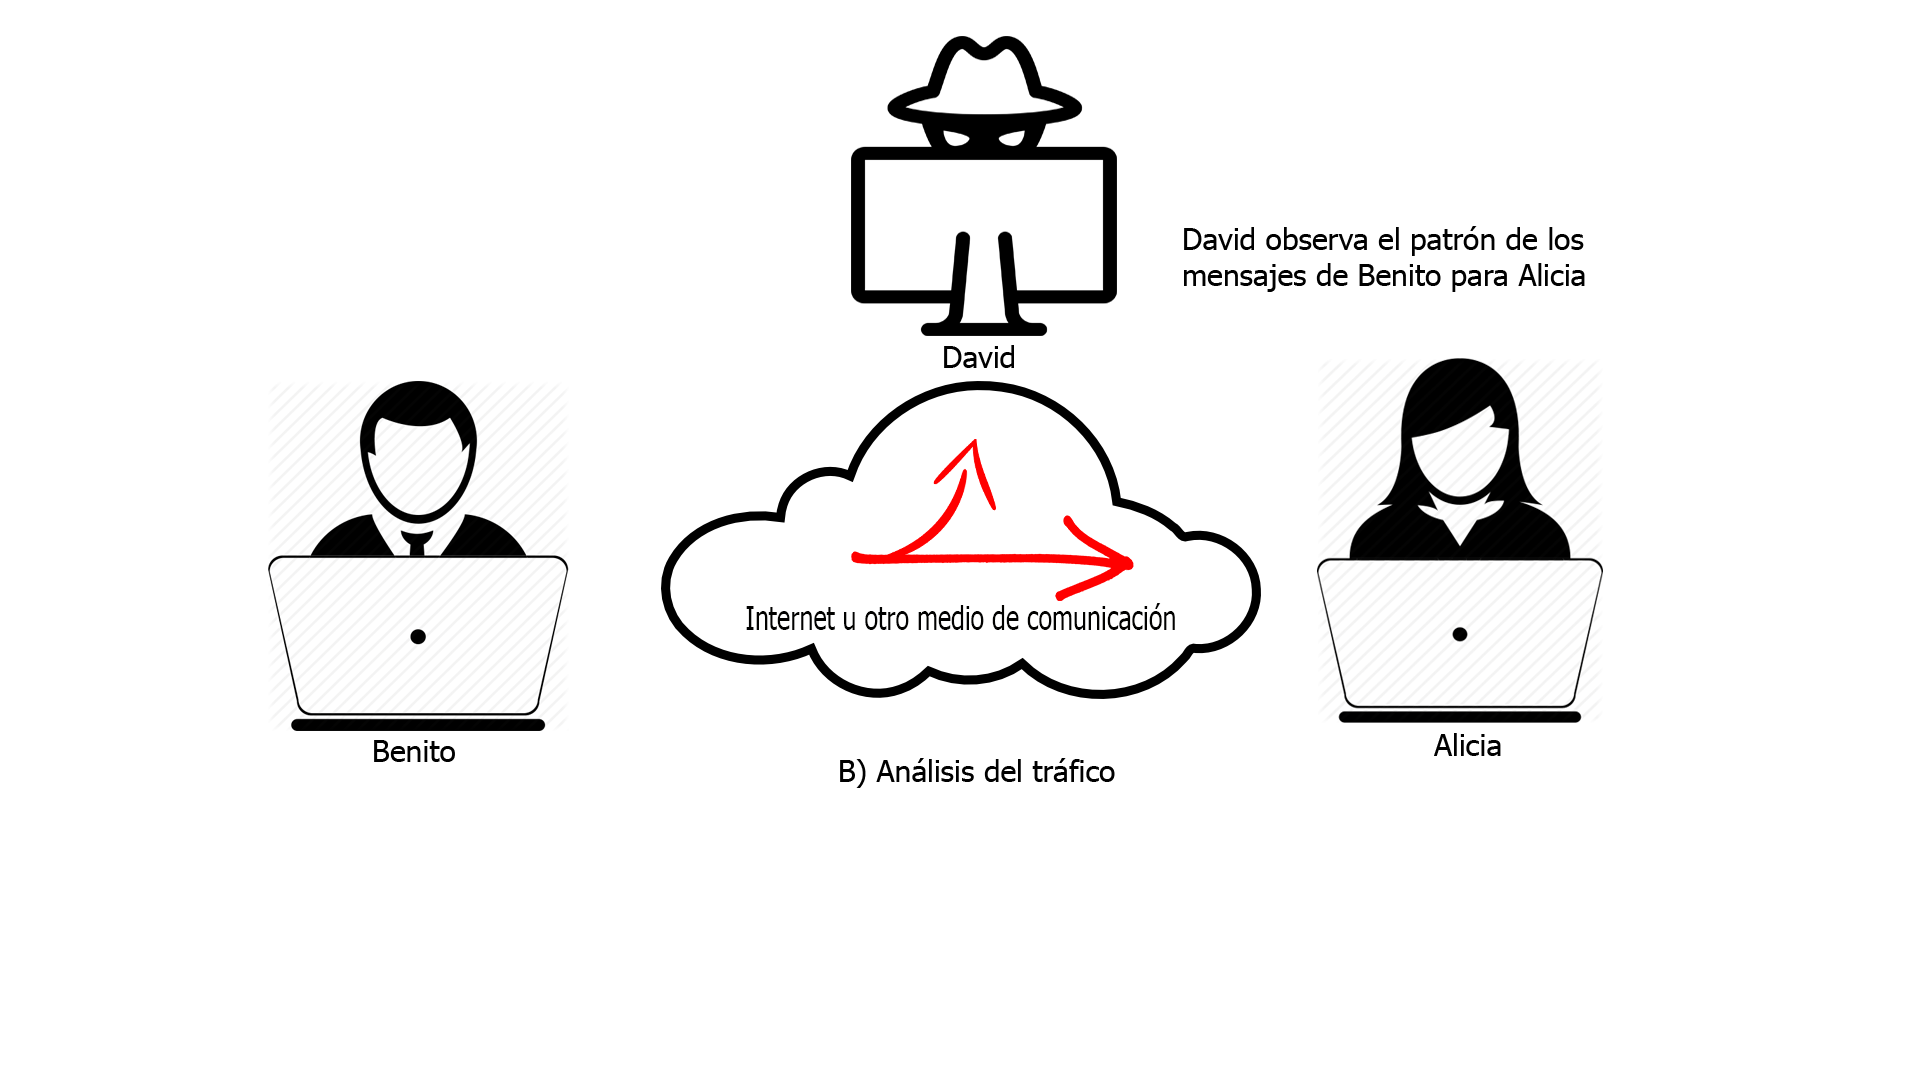 David observa el patrón de los
mensajes de Benito para Alicia
David
Internet u otro medio de comunicación
Benito
Alicia
B) Análisis del tráfico